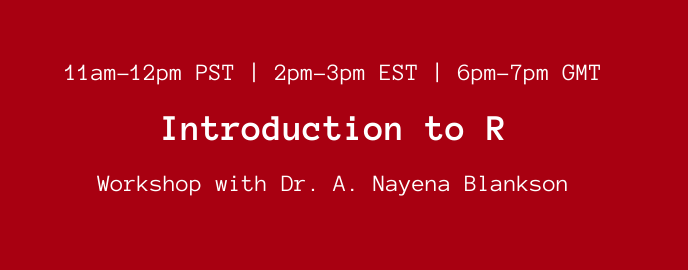 11am-12pm PST | 2pm-3pm EST | 6pm-7pm GMT
Introduction to R
Workshop with Dr. A. Nayena Blankson